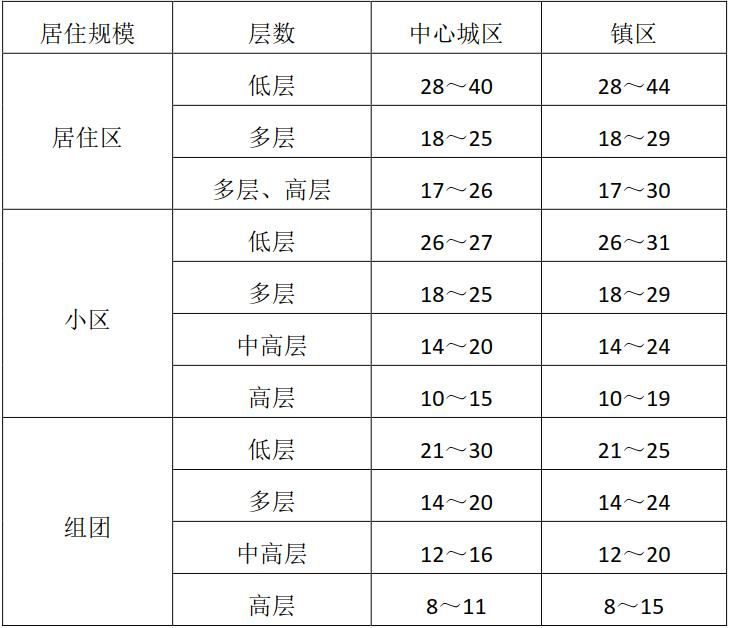 居住规模 层数 中心城区 镇区
居住区 低层 28～40 28～44
多层 18～25 18～29
多层、高层 17～26 17～30
小区 低层 26～27 26～31
多层 18～25 18～29
中高层 14～20 14～24
高层 10～15 10～19
组团 低层 21～30 21～25
多层 14～20 14～24
中高层 12～16 12～20
高层 8～11 8～15